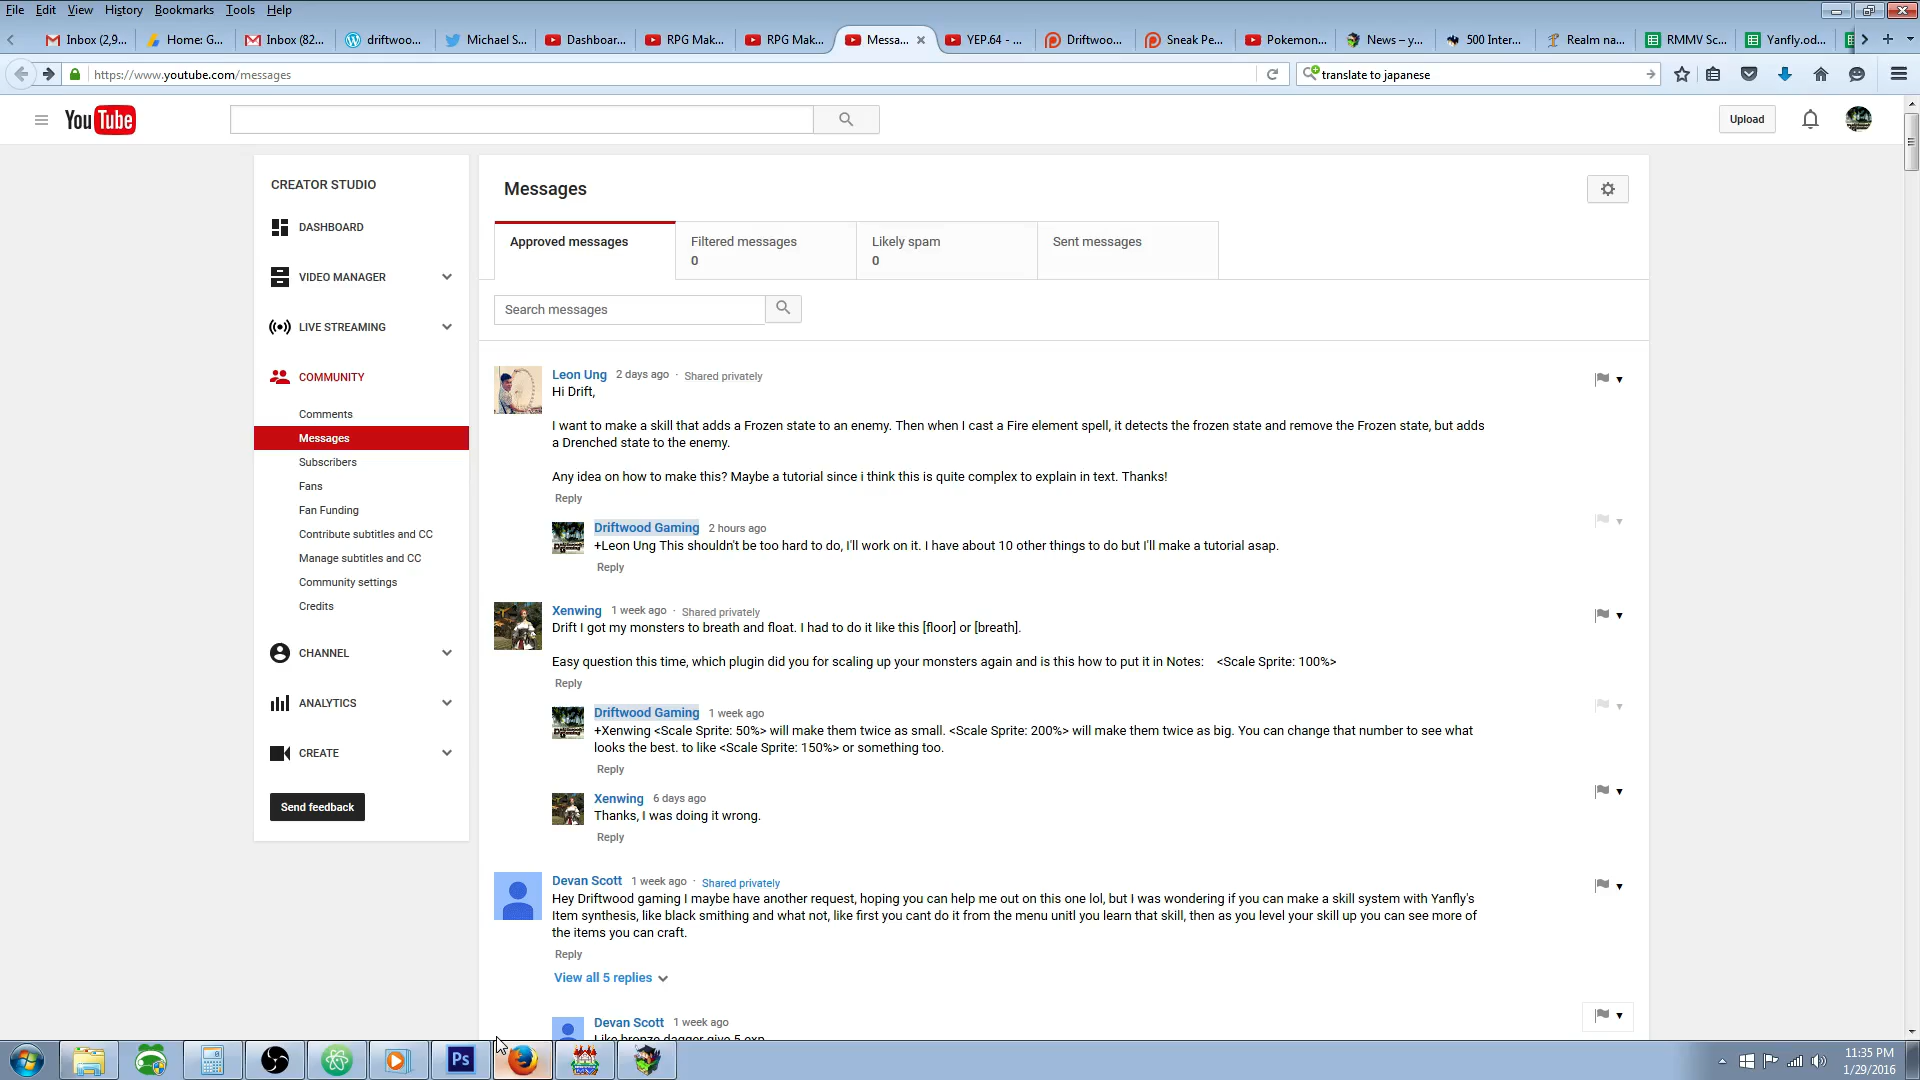 File Edit View History Bookmarks Tools Help
Inbox (2,9... Home: G... Inbox (82... driftwoo... Michael S... Dashboar... RPG Mak... RPG Mak... Messa... YEP.64 - ... Driftwoo... Sneak Pe... Pokemon... News – y... 500 Inter... Realm na... RMMV Sc... Yanfly.od...
https://www.youtube.com/messages
translate to japanese
YouTube
Upload
CREATOR STUDIO
DASHBOARD
VIDEO MANAGER
LIVE STREAMING
COMMUNITY
Comments
Messages
Subscribers
Fans
Fan Funding
Contribute subtitles and CC
Manage subtitles and CC
Community settings
Credits
CHANNEL
ANALYTICS
CREATE
Send feedback
Messages
Approved messages
Filtered messages
0
Likely spam
0
Sent messages
Search messages
Leon Ung 2 days ago · Shared privately
Hi Drift,
I want to make a skill that adds a Frozen state to an enemy. Then when I cast a Fire element spell, it detects the frozen state and remove the Frozen state, but adds
a Drenched state to the enemy.
Any idea on how to make this? Maybe a tutorial since i think this is quite complex to explain in text. Thanks!
Reply
Driftwood Gaming 2 hours ago
+Leon Ung This shouldn't be too hard to do, I'll work on it. I have about 10 other things to do but I'll make a tutorial asap.
Reply
Xenwing 1 week ago · Shared privately
Drift I got my monsters to breath and float. I had to do it like this [floor] or [breath].
Easy question this time, which plugin did you for scaling up your monsters again and is this how to put it in Notes: <Scale Sprite: 100%>
Reply
Driftwood Gaming 1 week ago
+Xenwing <Scale Sprite: 50%> will make them twice as small. <Scale Sprite: 200%> will make them twice as big. You can change that number to see what
looks the best. to like <Scale Sprite: 150%> or something too.
Reply
Xenwing 6 days ago
Thanks, I was doing it wrong.
Reply
Devan Scott 1 week ago · Shared privately
Hey Driftwood gaming I maybe have another request, hoping you can help me out on this one lol, but I was wondering if you can make a skill system with Yanfly's
Item synthesis, like black smithing and what not, like first you cant do it from the menu unitl you learn that skill, then as you level your skill up you can see more of
the items you can craft.
Reply
View all 5 replies
Devan Scott 1 week ago
Like bronze dagger give 5 exp
Ps
11:35 PM
1/29/2016